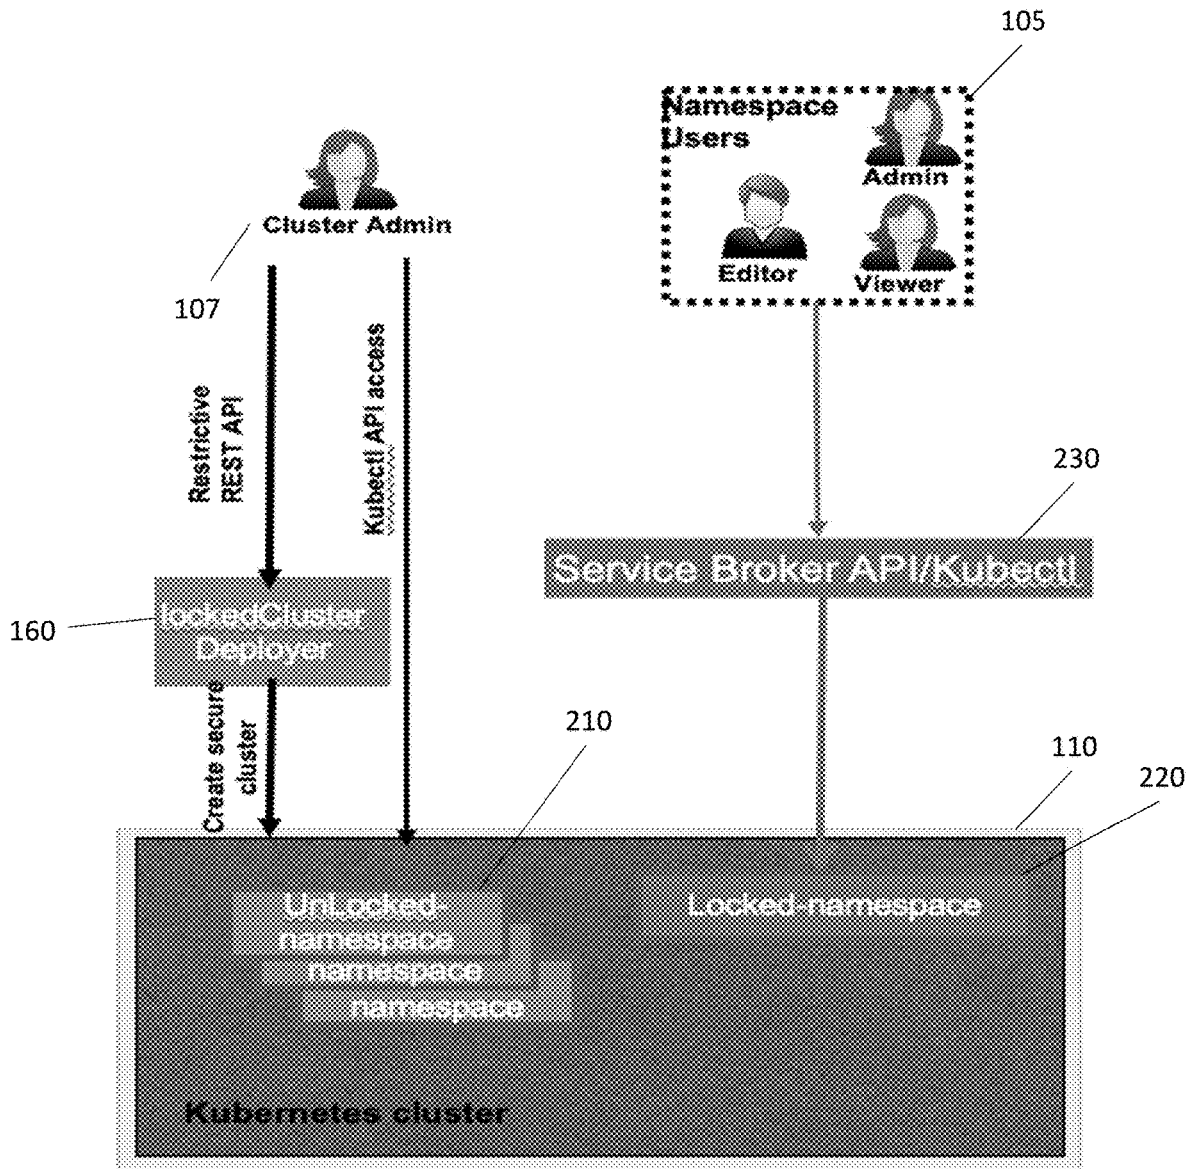 105
Namespace
Users
Admin
Editor
Viewer
Cluster Admin
107
Restrictive
REST API
Kubectl API access
230
Service Broker API/Kubectl
160
lockedCluster
Deployer
Create secure
cluster
210
110
220
UnLocked-
namespace
namespace
namespace
Locked-namespace
Kubernetes cluster